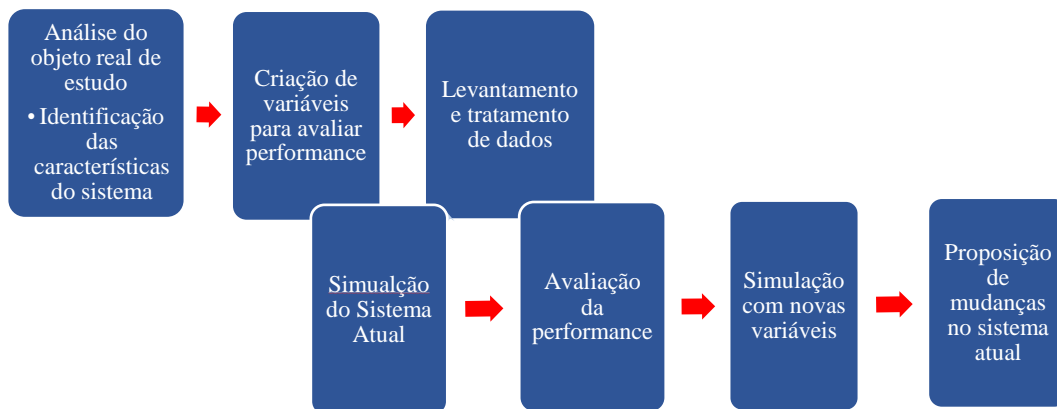 Análise do
objeto real de
estudo
• Identificação
das
características
do sistema
Criação de
variáveis
para avaliar
performance
Levantamento
e tratamento
de dados
Simualção
do Sistema
Atual
Avaliação
da
performance
Simulação
com novas
variáveis
Proposição
de
mudanças
no sistema
atual